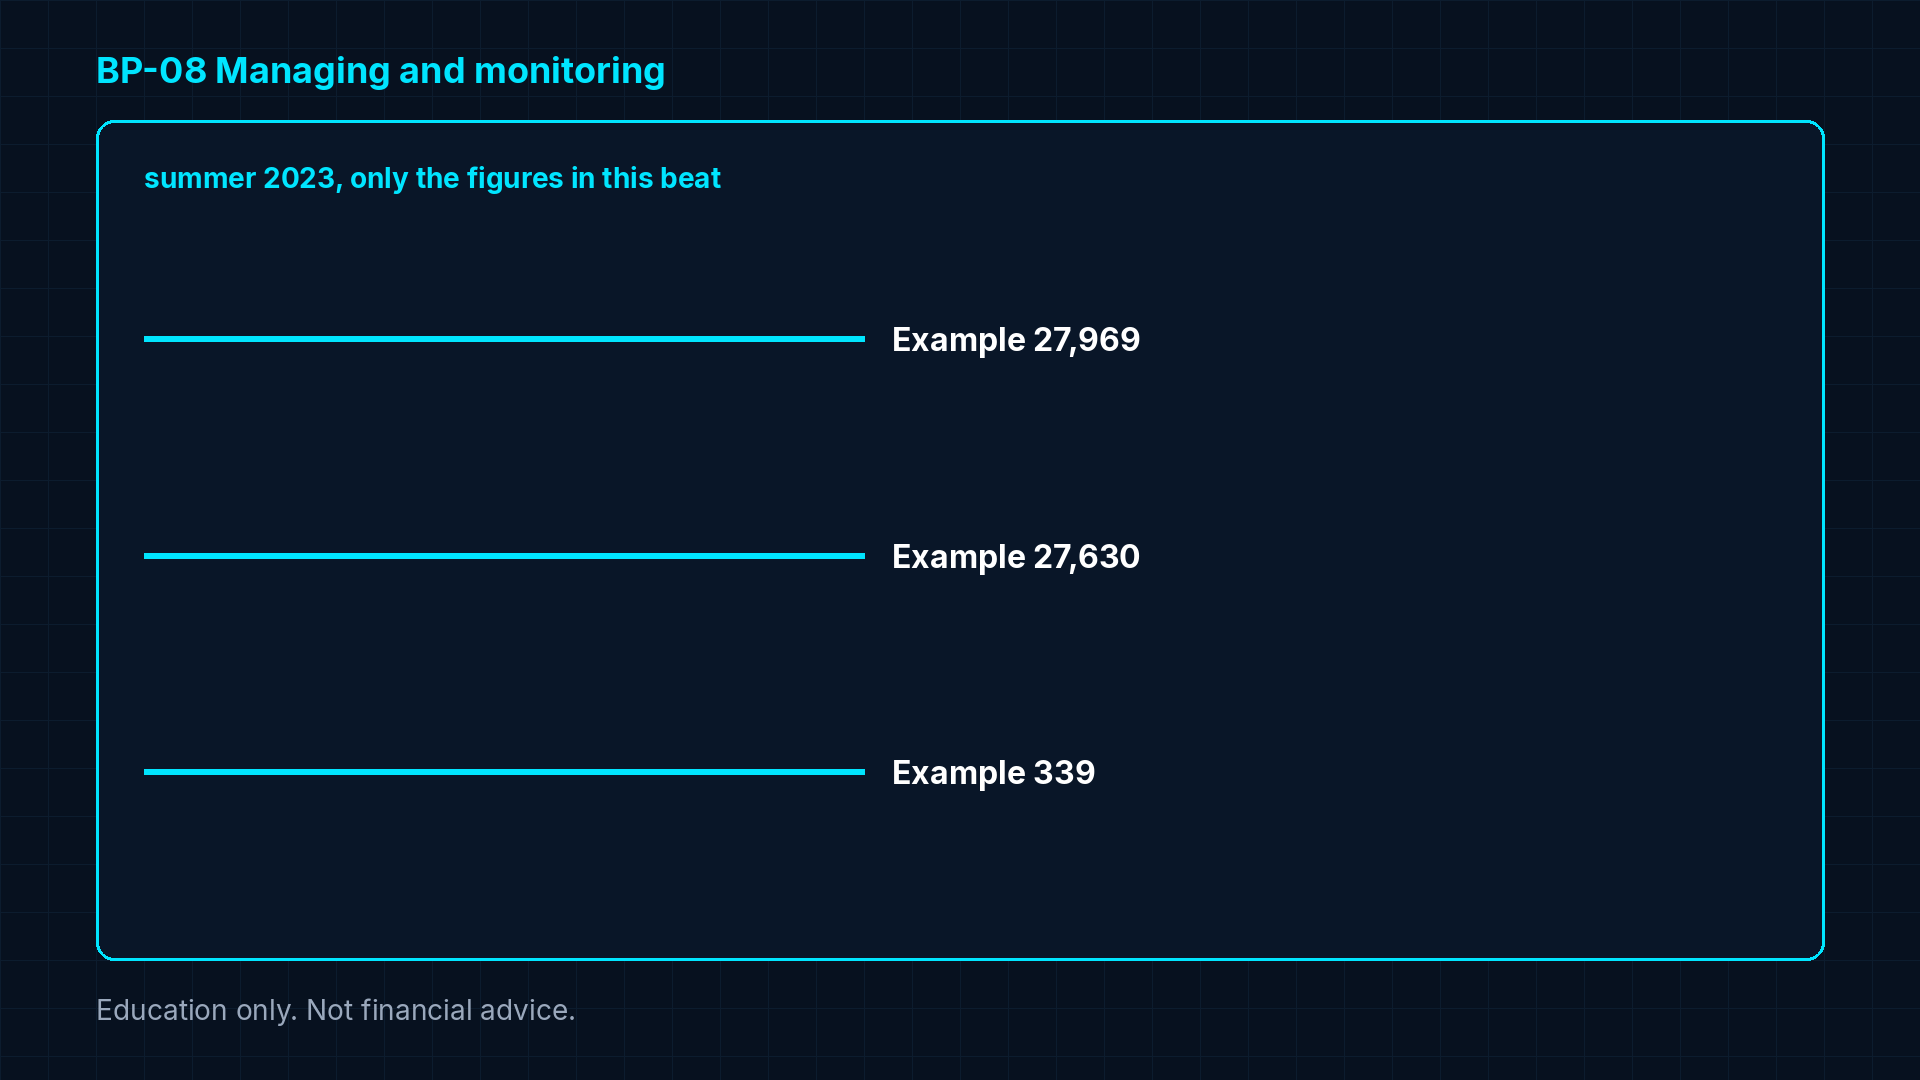 BP-08 Managing and monitoring
summer 2023, only the figures in this beat
Example 27,969
Example 27,630
Example 339
Education only. Not financial advice.